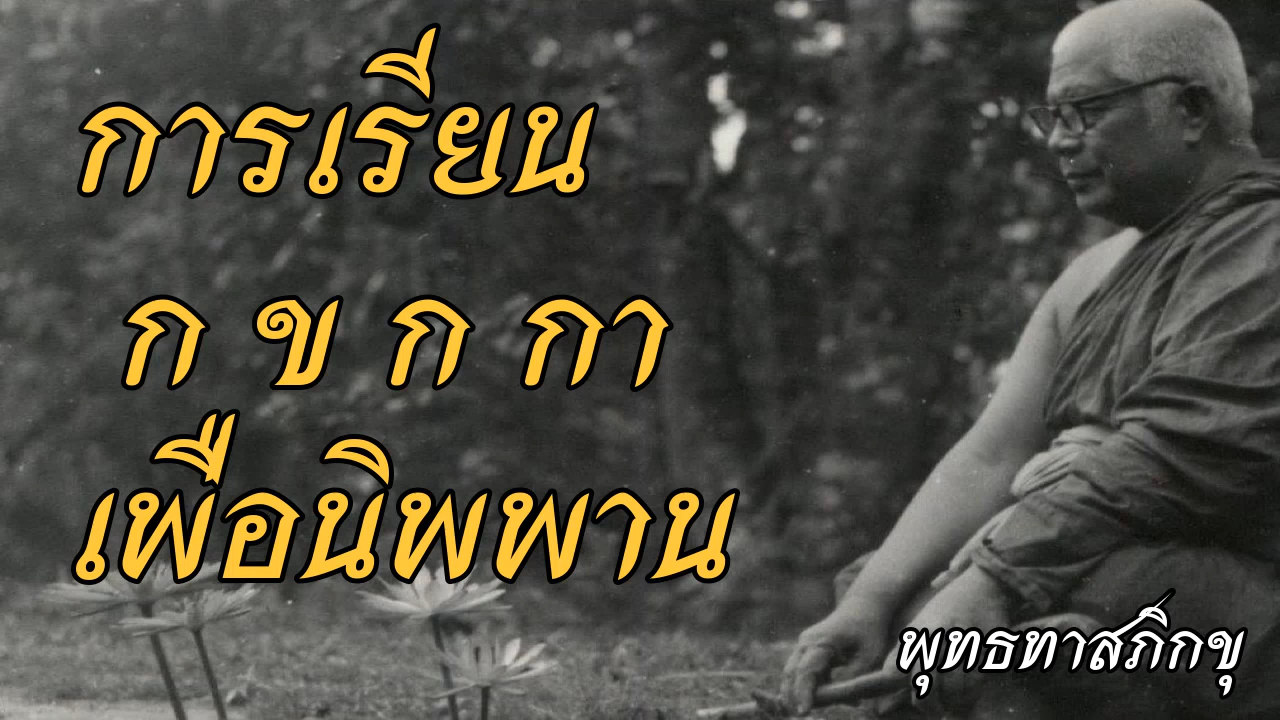 การเรียน
ก ข ก กา
เพื่อนิพพาน
พุทธทาสภิกขุ